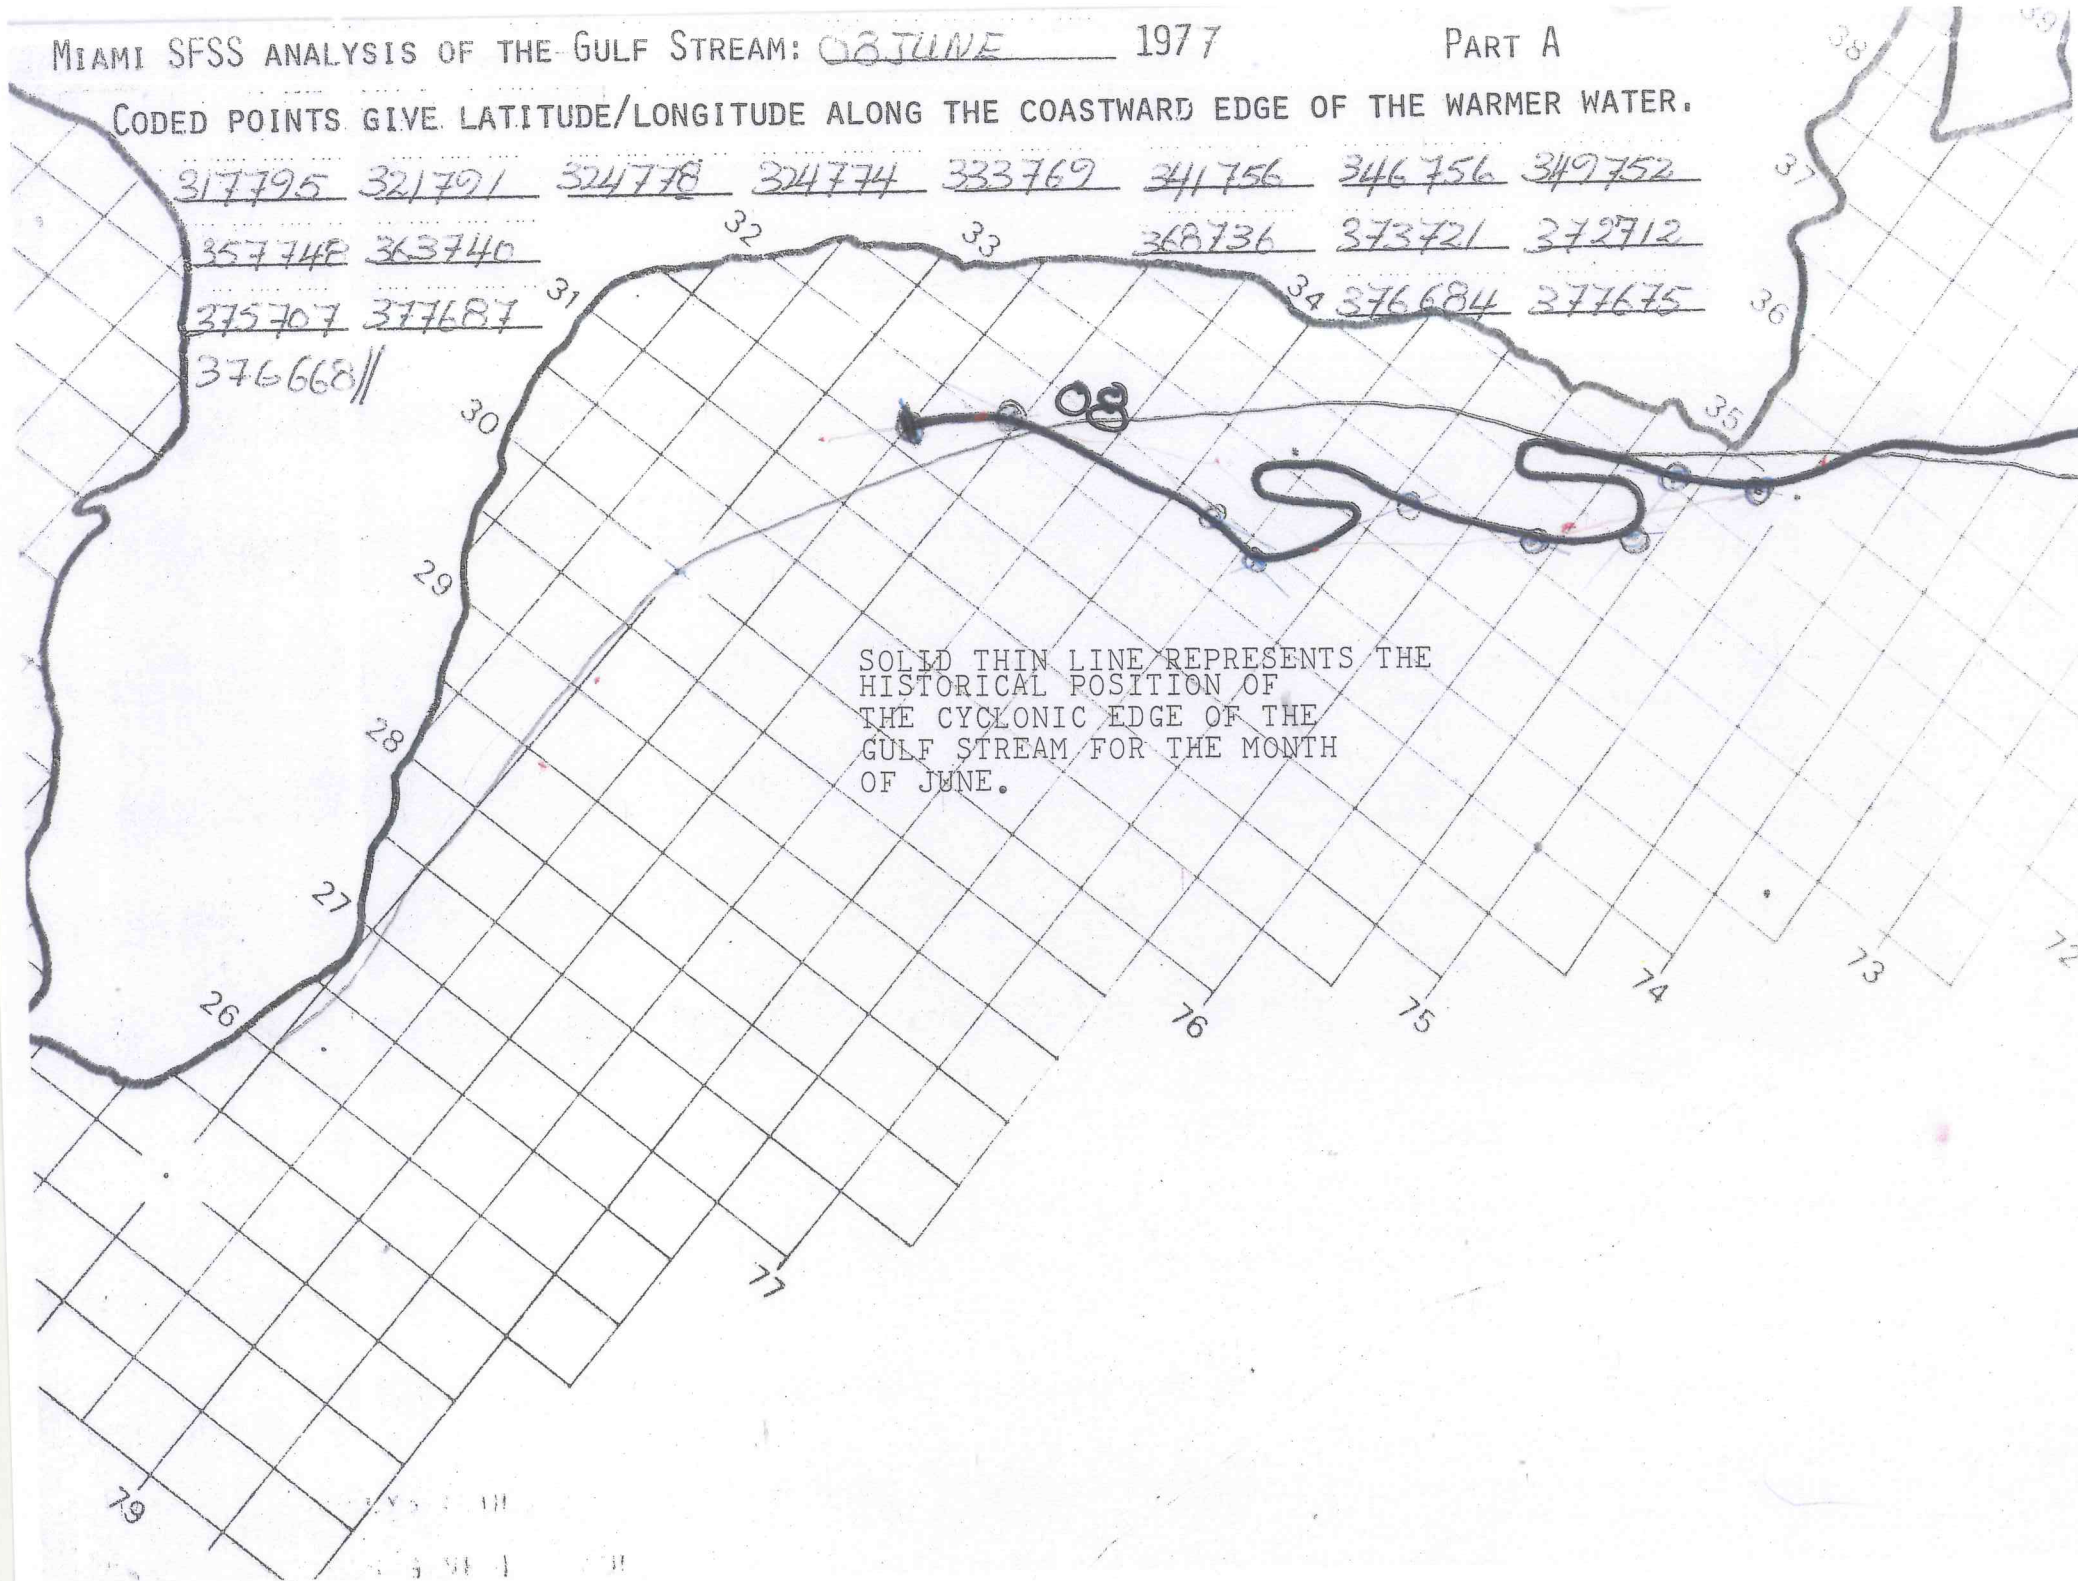 MIAMI SFSS ANALYSIS OF THE GULF STREAM: 08 JUNE 1977 PART A
CODED POINTS GIVE LATITUDE/LONGITUDE ALONG THE COASTWARD EDGE OF THE WARMER WATER.
317795 321791 324778 324774 333769 341756 346756 349752
357748 363740 368736 373721 372712
375707 377687 376684 377675
376668//
39
38
37
36
35
34
33
32
31
30
29
28
27
26
08
SOLID THIN LINE REPRESENTS THE
HISTORICAL POSITION OF
THE CYCLONIC EDGE OF THE
GULF STREAM FOR THE MONTH
OF JUNE.
72
73
74
75
76
77
79